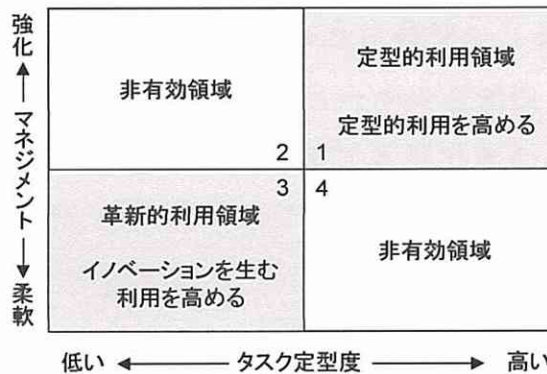 強化 ← マネジメント → 柔軟
非有効領域
2
定型的利用領域
定型的利用を高める
1
3
革新的利用領域
イノベーションを生む
利用を高める
4
非有効領域
低い ← タスク定型度 → 高い